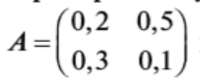 A = (0,2 0,5
0,3 0,1)